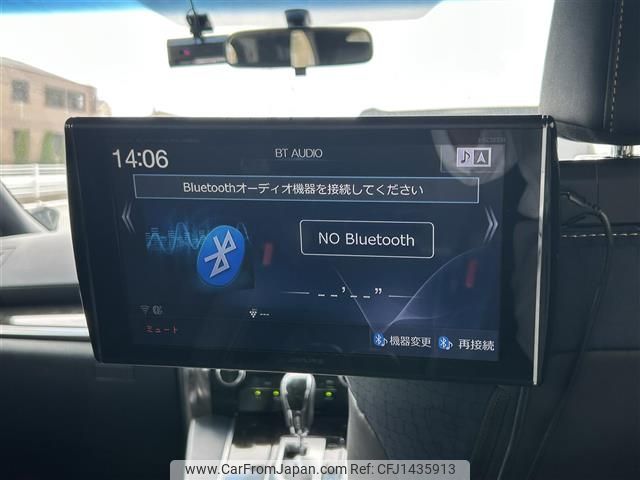 14:06
BT AUDIO
Bluetoothオーディオ機器を接続してください
NO Bluetooth
_ _ ' _ _ "
---
ミュート
機器変更
再接続
ALPINE
www.CarFromJapan.com - CFJ1435913